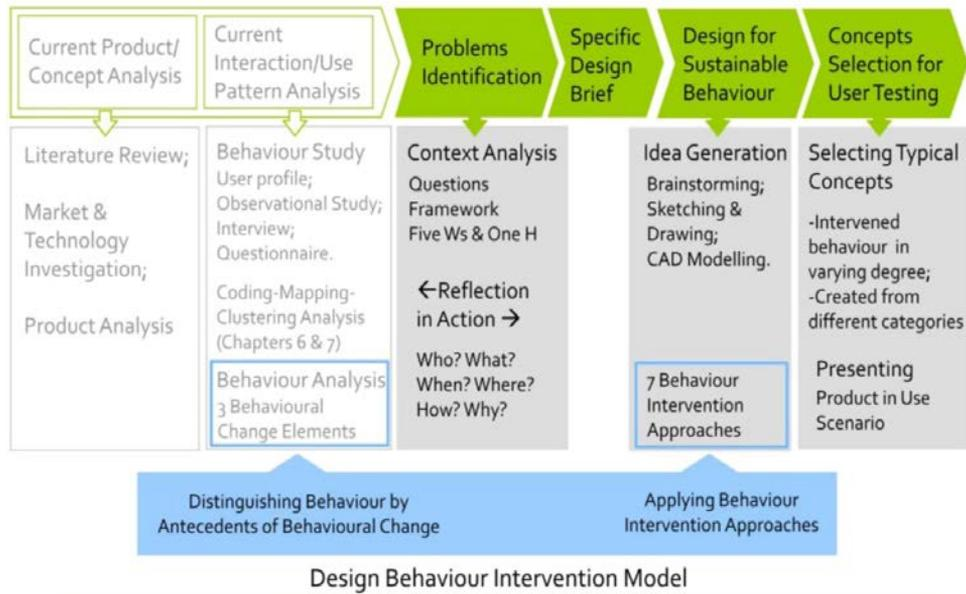 Current Product/
Concept Analysis
Current
Interaction/Use
Pattern Analysis
Problems
Identification
Specific
Design
Brief
Design for
Sustainable
Behaviour
Concepts
Selection for
User Testing
Literature Review;
Market &
Technology
Investigation;
Product Analysis
Behaviour Study
User profile;
Observational Study;
Interview;
Questionnaire.
Coding-Mapping-
Clustering Analysis
(Chapters 6 & 7)
Behaviour Analysis
3 Behavioural
Change Elements
Context Analysis
Questions
Framework
Five Ws & One H
←Reflection
in Action →
Who? What?
When? Where?
How? Why?
Idea Generation
Brainstorming;
Sketching &
Drawing;
CAD Modelling.
7 Behaviour
Intervention
Approaches
Selecting Typical
Concepts
-Intervened
behaviour in
varying degree;
-Created from
different categories
Presenting
Product in Use
Scenario
Distinguishing Behaviour by
Antecedents of Behavioural Change
Applying Behaviour
Intervention Approaches
Design Behaviour Intervention Model